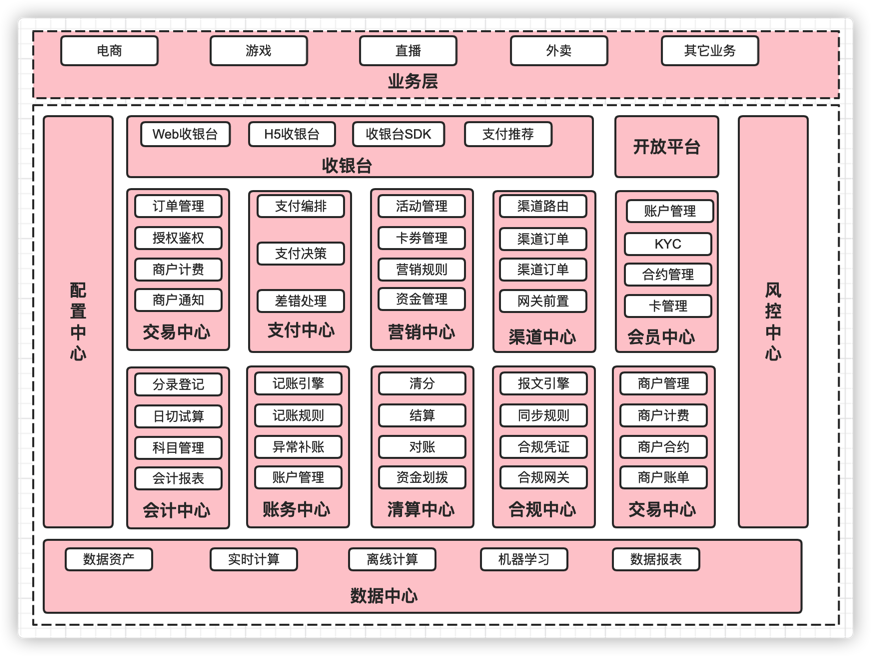 电商
游戏
直播
外卖
其它业务
业务层
配置中心
Web收银台
H5收银台
收银台SDK
支付推荐
收银台
开放平台
风控中心
订单管理
授权鉴权
商户计费
商户通知
交易中心
支付编排
支付决策
差错处理
支付中心
活动管理
卡券管理
营销规则
资金管理
营销中心
渠道路由
渠道订单
渠道订单
网关前置
渠道中心
账户管理
KYC
合约管理
卡管理
会员中心
分录登记
日切试算
科目管理
会计报表
会计中心
记账引擎
记账规则
异常补账
账户管理
账务中心
清分
结算
对账
资金划拨
清算中心
报文引擎
同步规则
合规凭证
合规网关
合规中心
商户管理
商户计费
商户合约
商户账单
交易中心
数据资产
实时计算
离线计算
机器学习
数据报表
数据中心